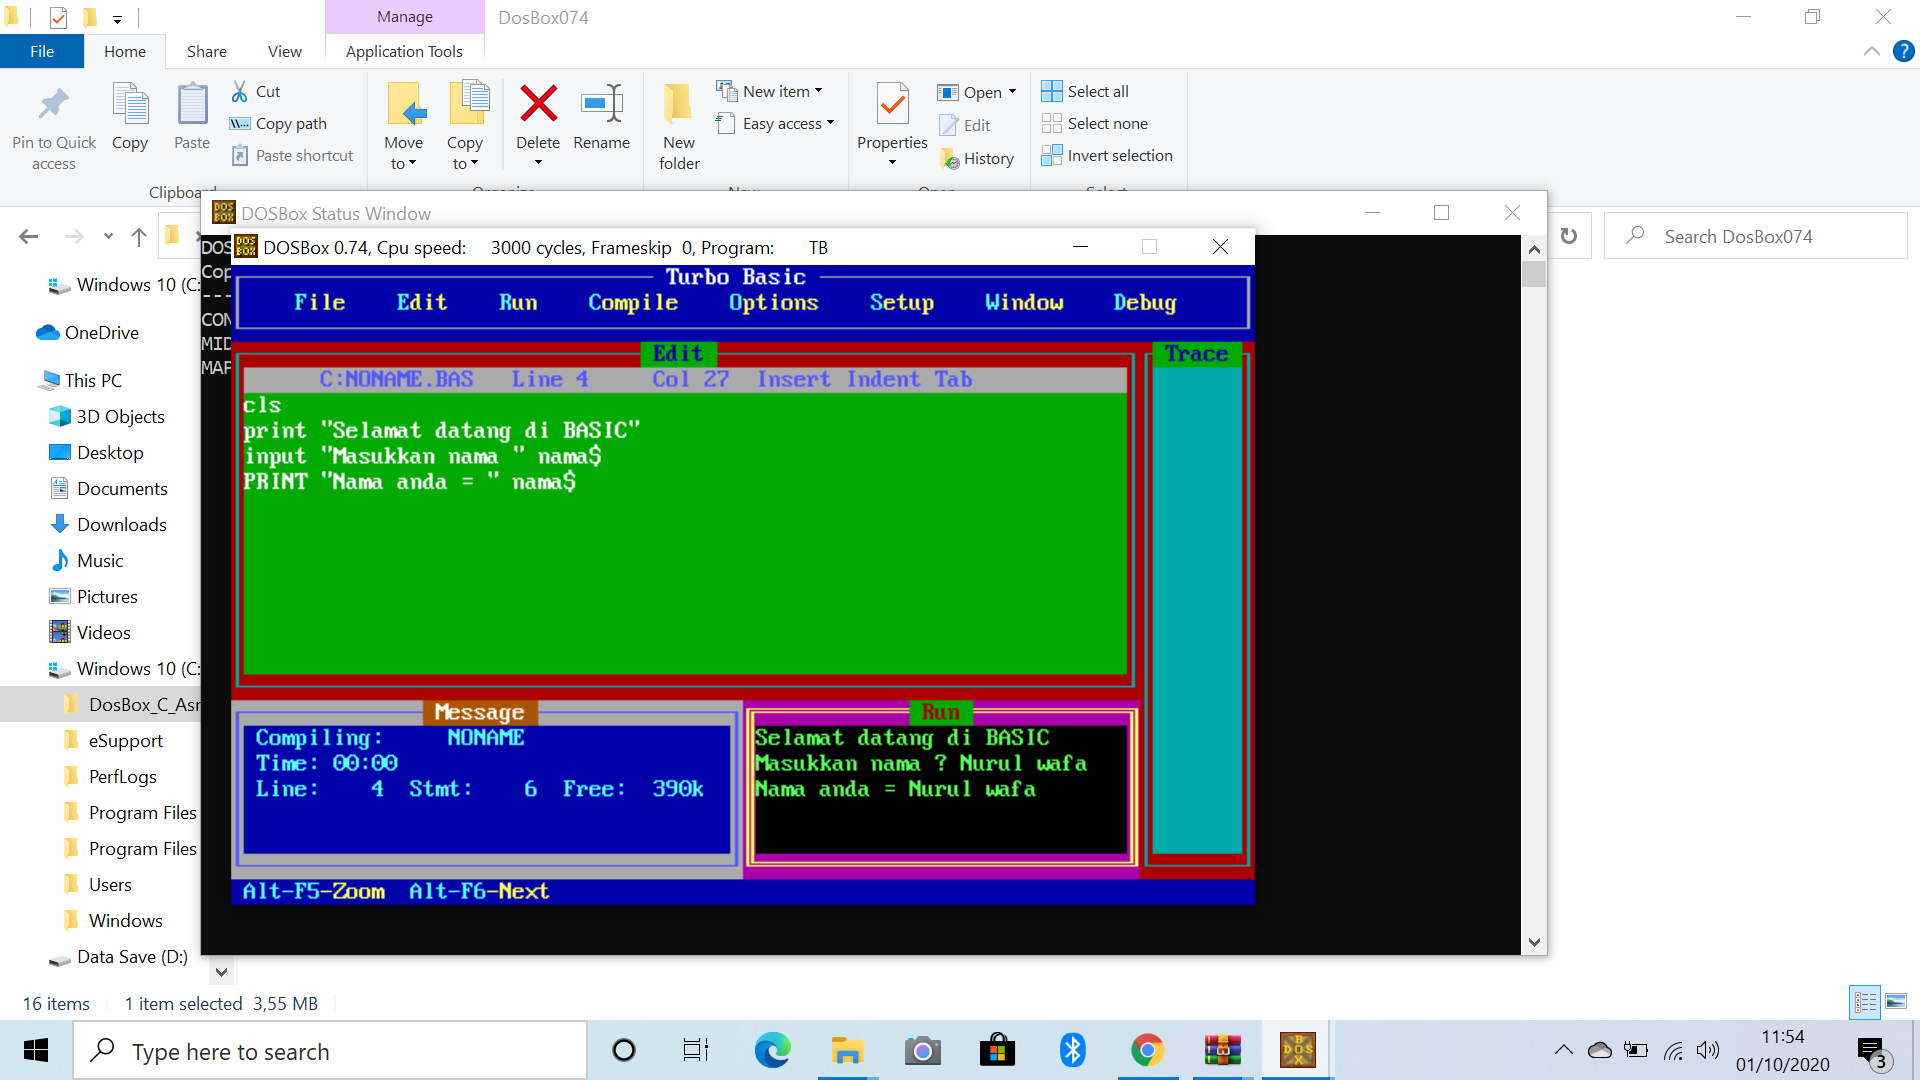 Manage
DosBox074
File
Home
Share
View
Application Tools
Pin to Quick access
Copy
Paste
Cut
Copy path
Paste shortcut
Move to
Copy to
Delete
Rename
New folder
New item
Easy access
Properties
Open
Edit
History
Select all
Select none
Invert selection
DOSBox Status Window
Search DosBox074
DOSBox 0.74, Cpu speed: 3000 cycles, Frameskip 0, Program: TB
Turbo Basic
File Edit Run Compile Options Setup Window Debug
Edit
Trace
C:NONAME.BAS Line 4 Col 27 Insert Indent Tab
cls
print "Selamat datang di BASIC"
input "Masukkan nama " nama$
PRINT "Nama anda = " nama$
Message
Compiling: NONAME
Time: 00:00
Line: 4 Stmt: 6 Free: 390k
Run
Selamat datang di BASIC
Masukkan nama ? Nurul wafa
Nama anda = Nurul wafa
Alt-F5-Zoom Alt-F6-Next
Windows 10 (C:
OneDrive
This PC
3D Objects
Desktop
Documents
Downloads
Music
Pictures
Videos
Windows 10 (C:
DosBox_C_Asr
eSupport
PerfLogs
Program Files
Program Files
Users
Windows
Data Save (D:)
16 items
1 item selected 3,55 MB
Type here to search
11:54
01/10/2020
3